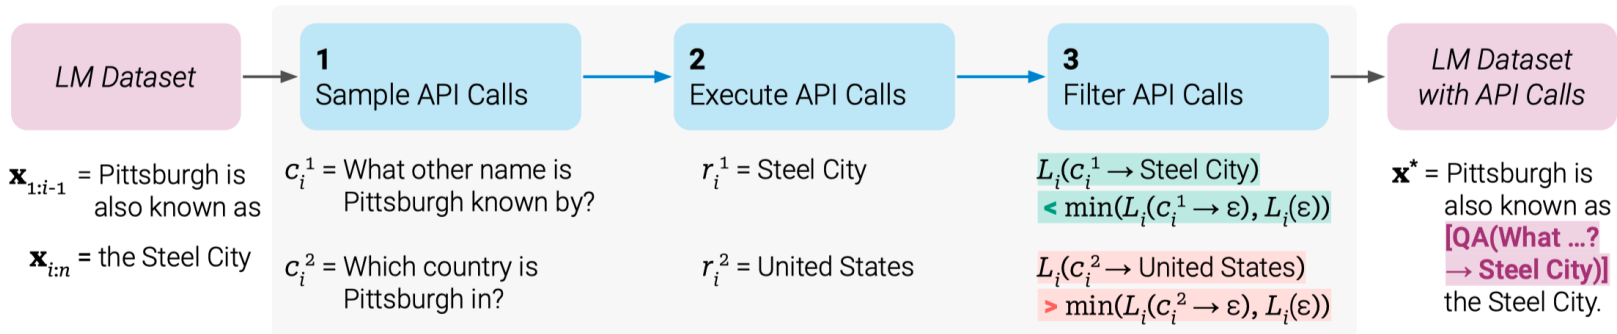 LM Dataset
1
Sample API Calls
2
Execute API Calls
3
Filter API Calls
LM Dataset
with API Calls
x1:i-1 = Pittsburgh is
also known as
xi:n = the Steel City
ci1 = What other name is
Pittsburgh known by?
ci2 = Which country is
Pittsburgh in?
ri1 = Steel City
ri2 = United States
Li(ci1 → Steel City)
< min(Li(ci1 → ε), Li(ε))
Li(ci2 → United States)
> min(Li(ci2 → ε), Li(ε))
x* = Pittsburgh is
also known as
[QA(What ...?
→ Steel City)]
the Steel City.